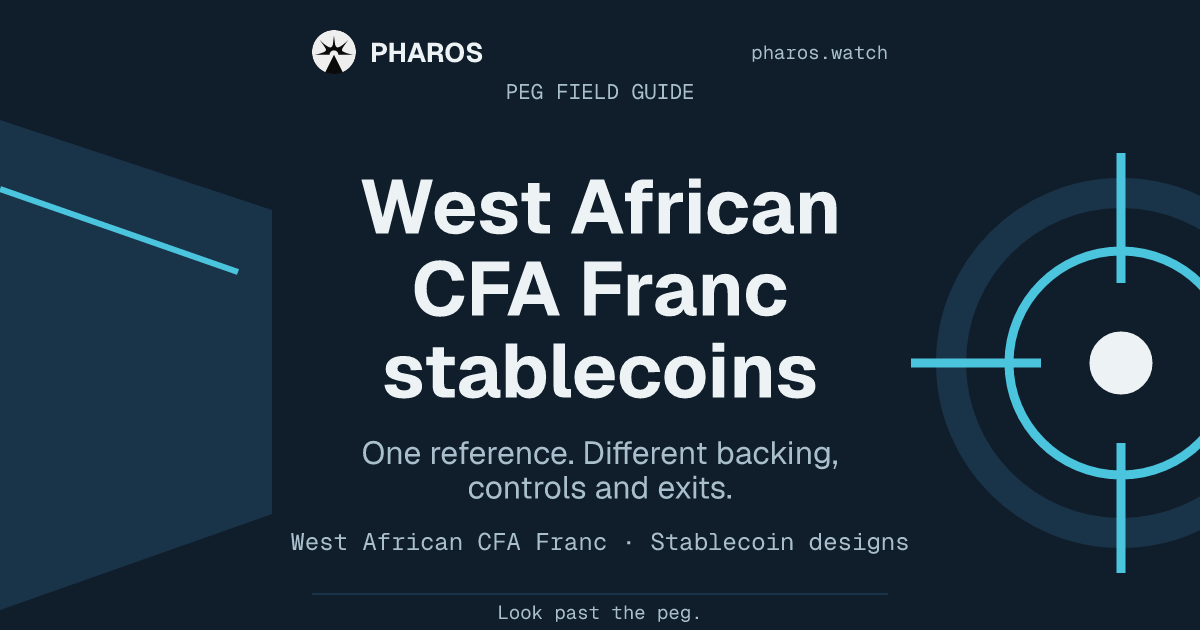 PHAROS
pharos.watch
PEG FIELD GUIDE
West African
CFA Franc
stablecoins
One reference. Different backing,
controls and exits.
West African CFA Franc · Stablecoin designs
Look past the peg.